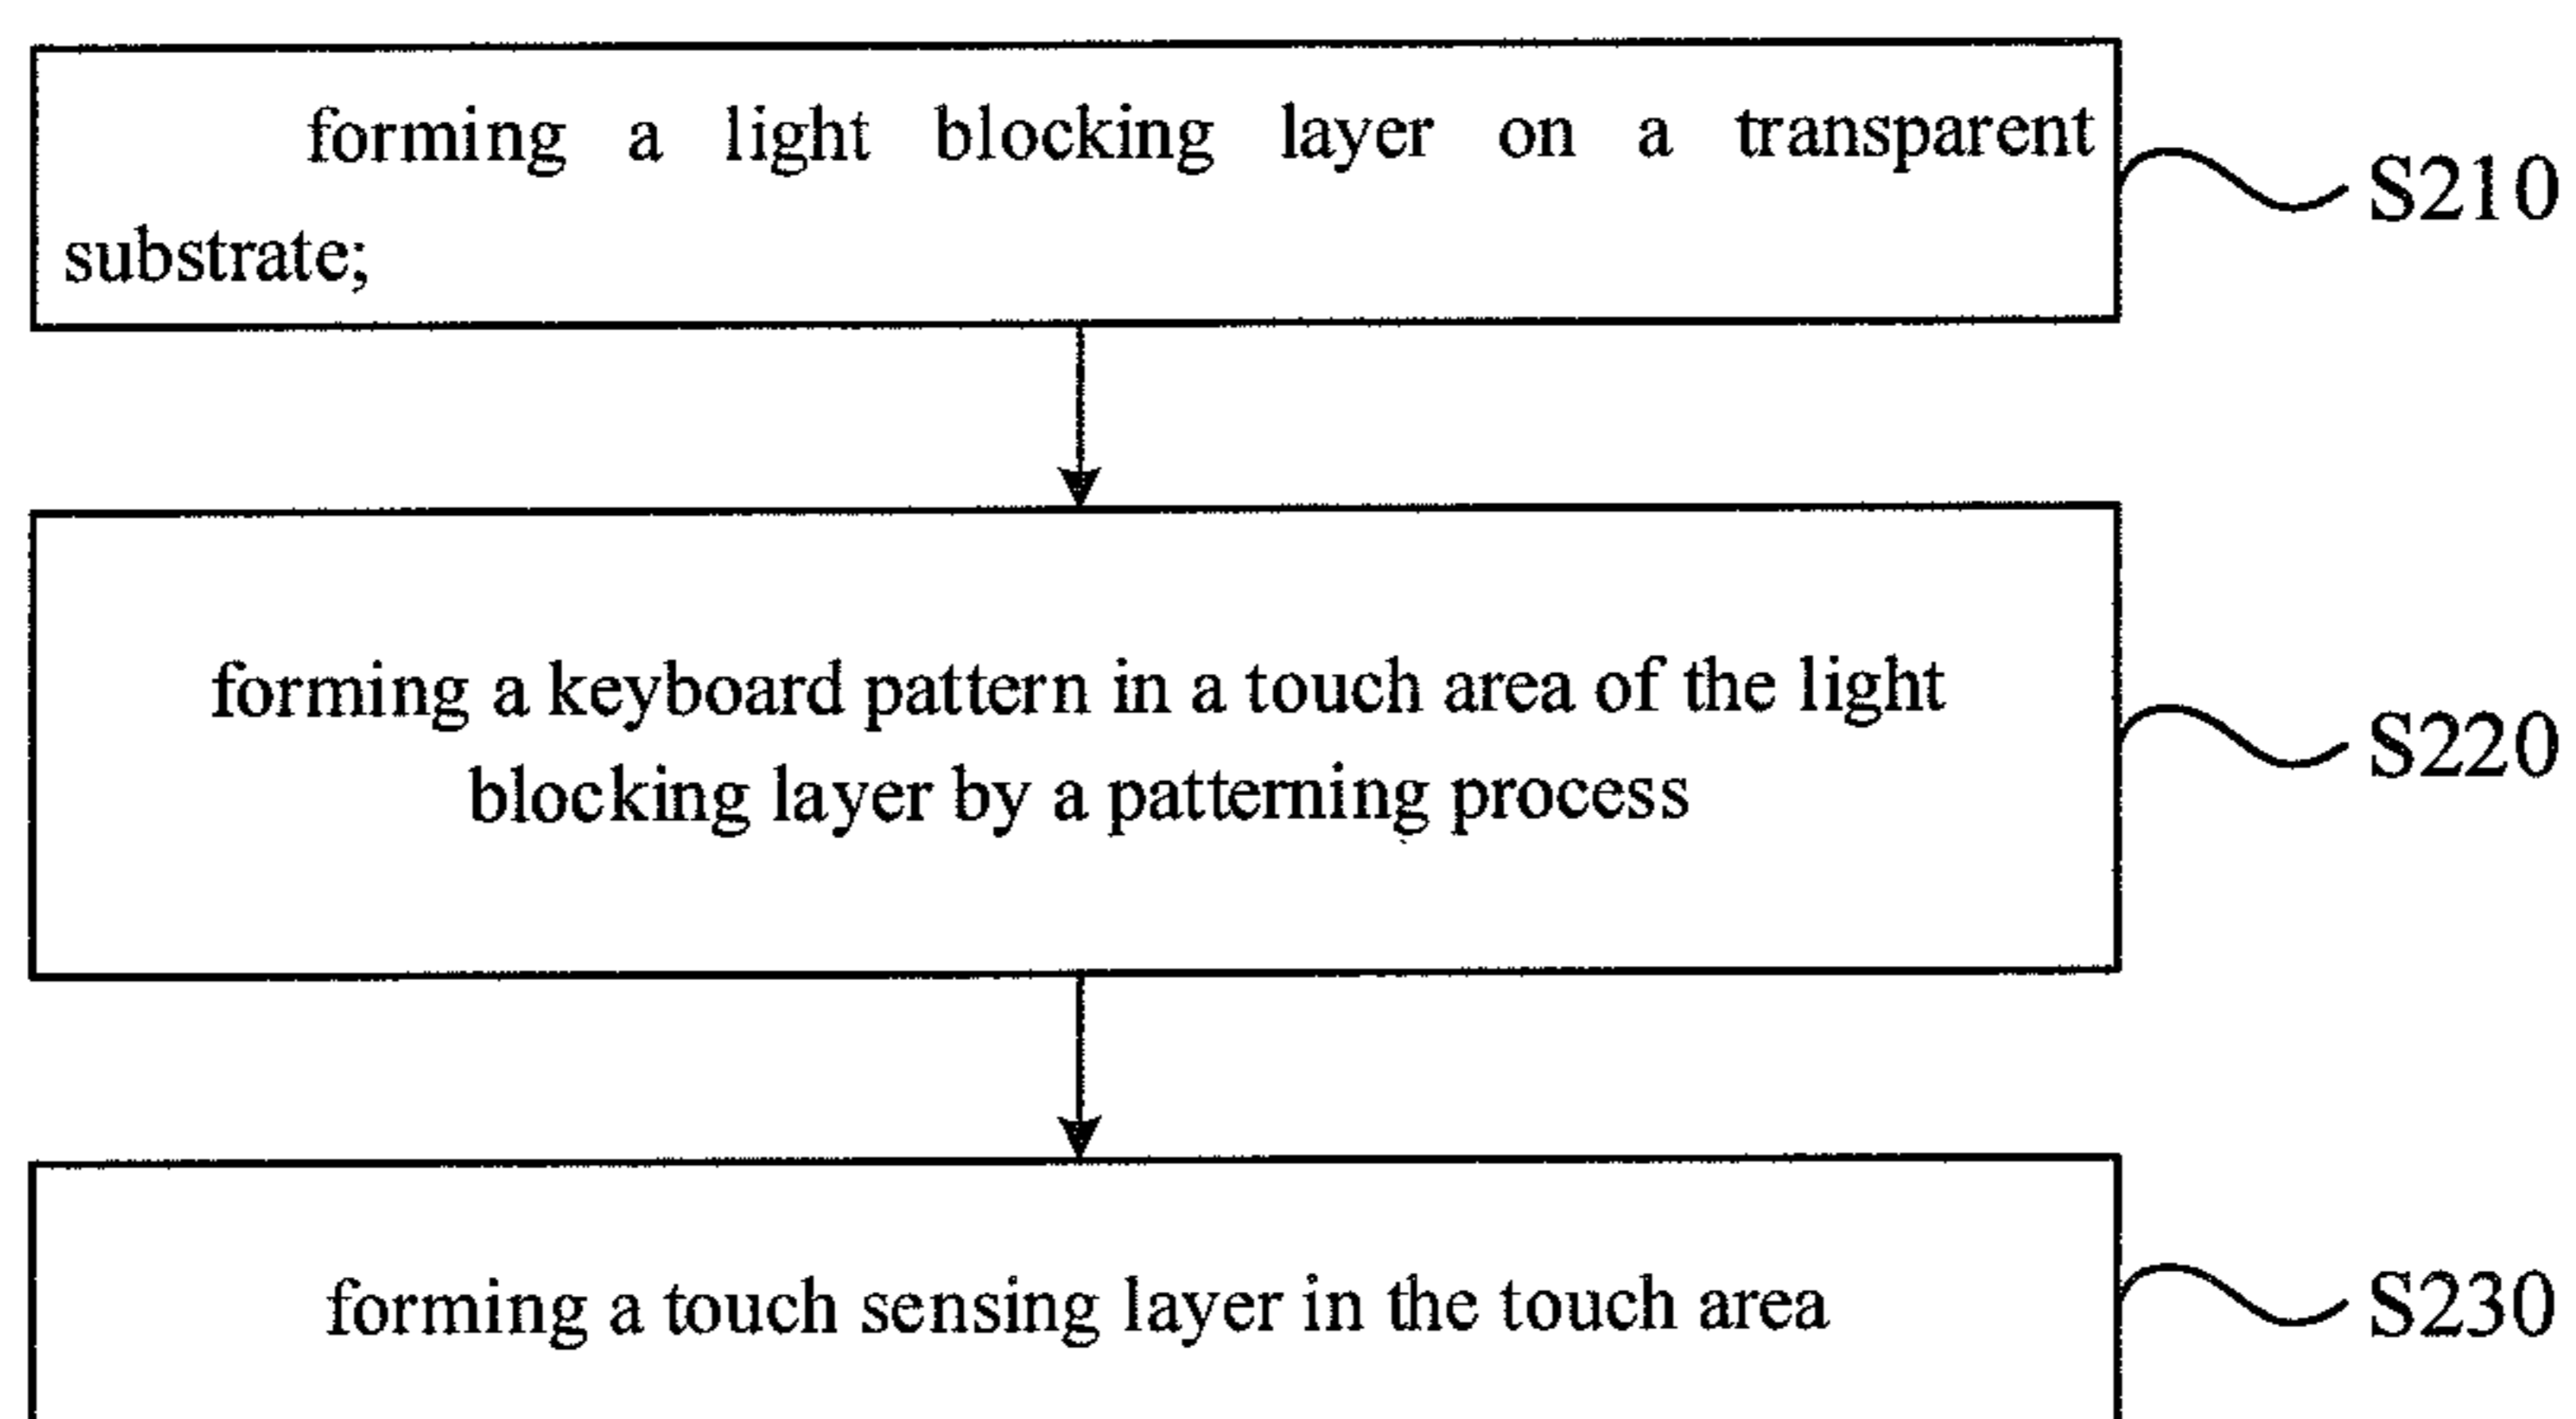 forming a light blocking layer on a transparent
substrate;
S210
forming a keyboard pattern in a touch area of the light
blocking layer by a patterning process
S220
forming a touch sensing layer in the touch area
S230